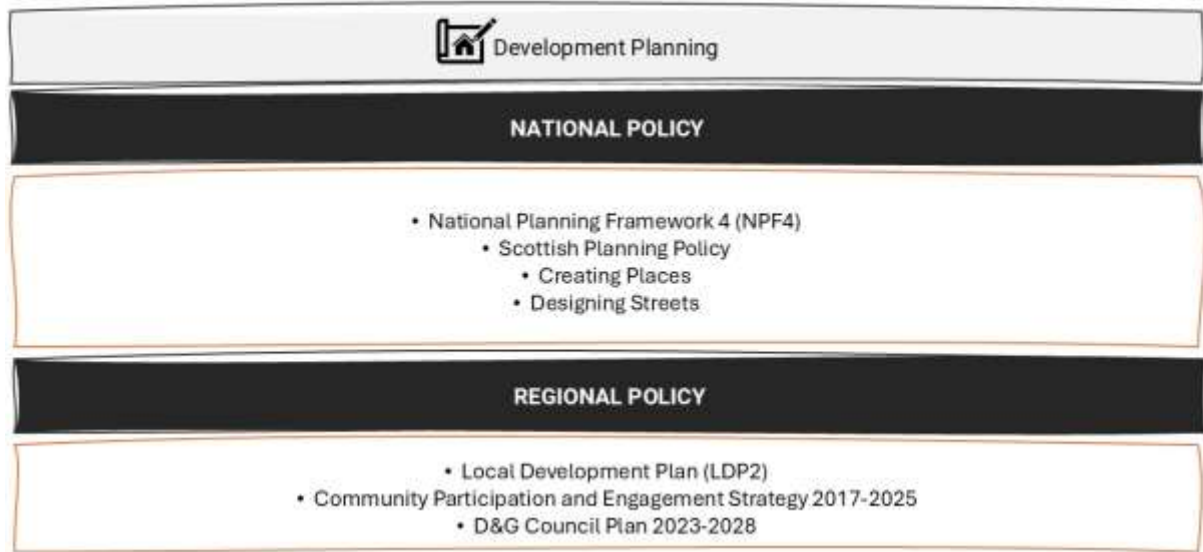 Development Planning
NATIONAL POLICY
• National Planning Framework 4 (NPF4)
• Scottish Planning Policy
• Creating Places
• Designing Streets
REGIONAL POLICY
• Local Development Plan (LDP2)
• Community Participation and Engagement Strategy 2017-2025
• D&G Council Plan 2023-2028